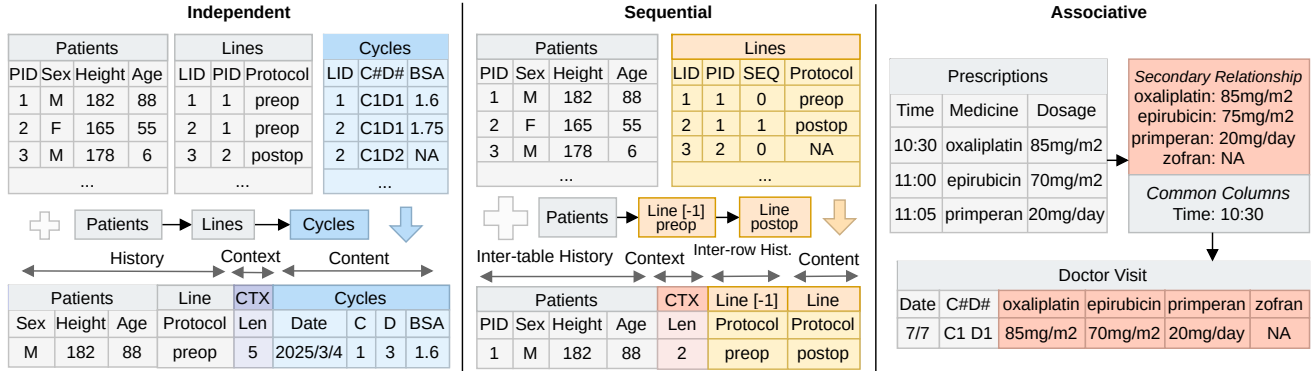 Independent
Patients
PID Sex Height Age
1 M 182 88
2 F 165 55
3 M 178 6
...
Lines
LID PID Protocol
1 1 preop
2 1 preop
3 2 postop
...
Cycles
LID C#D# BSA
1 C1D1 1.6
2 C1D1 1.75
2 C1D2 NA
...
Patients Lines Cycles
History Context Content
Patients Line CTX Cycles
Sex Height Age Protocol Len Date C D BSA
M 182 88 preop 5 2025/3/4 1 3 1.6
Sequential
Patients
PID Sex Height Age
1 M 182 88
2 F 165 55
3 M 178 6
...
Lines
LID PID SEQ Protocol
1 1 0 preop
2 1 1 postop
3 2 0 NA
...
Patients
Line [-1]
preop
Line
postop
Inter-table History Context Inter-row Hist. Content
Patients CTX Line [-1] Line
PID Sex Height Age Len Protocol Protocol
1 M 182 88 2 preop postop
Associative
Prescriptions
Time Medicine Dosage
10:30 oxaliplatin 85mg/m2
11:00 epirubicin 70mg/m2
11:05 primperan 20mg/day
Secondary Relationship
oxaliplatin: 85mg/m2
epirubicin: 75mg/m2
primperan: 20mg/day
zofran: NA
Common Columns
Time: 10:30
Doctor Visit
Date C#D# oxaliplatin epirubicin primperan zofran
7/7 C1 D1 85mg/m2 70mg/m2 20mg/day NA